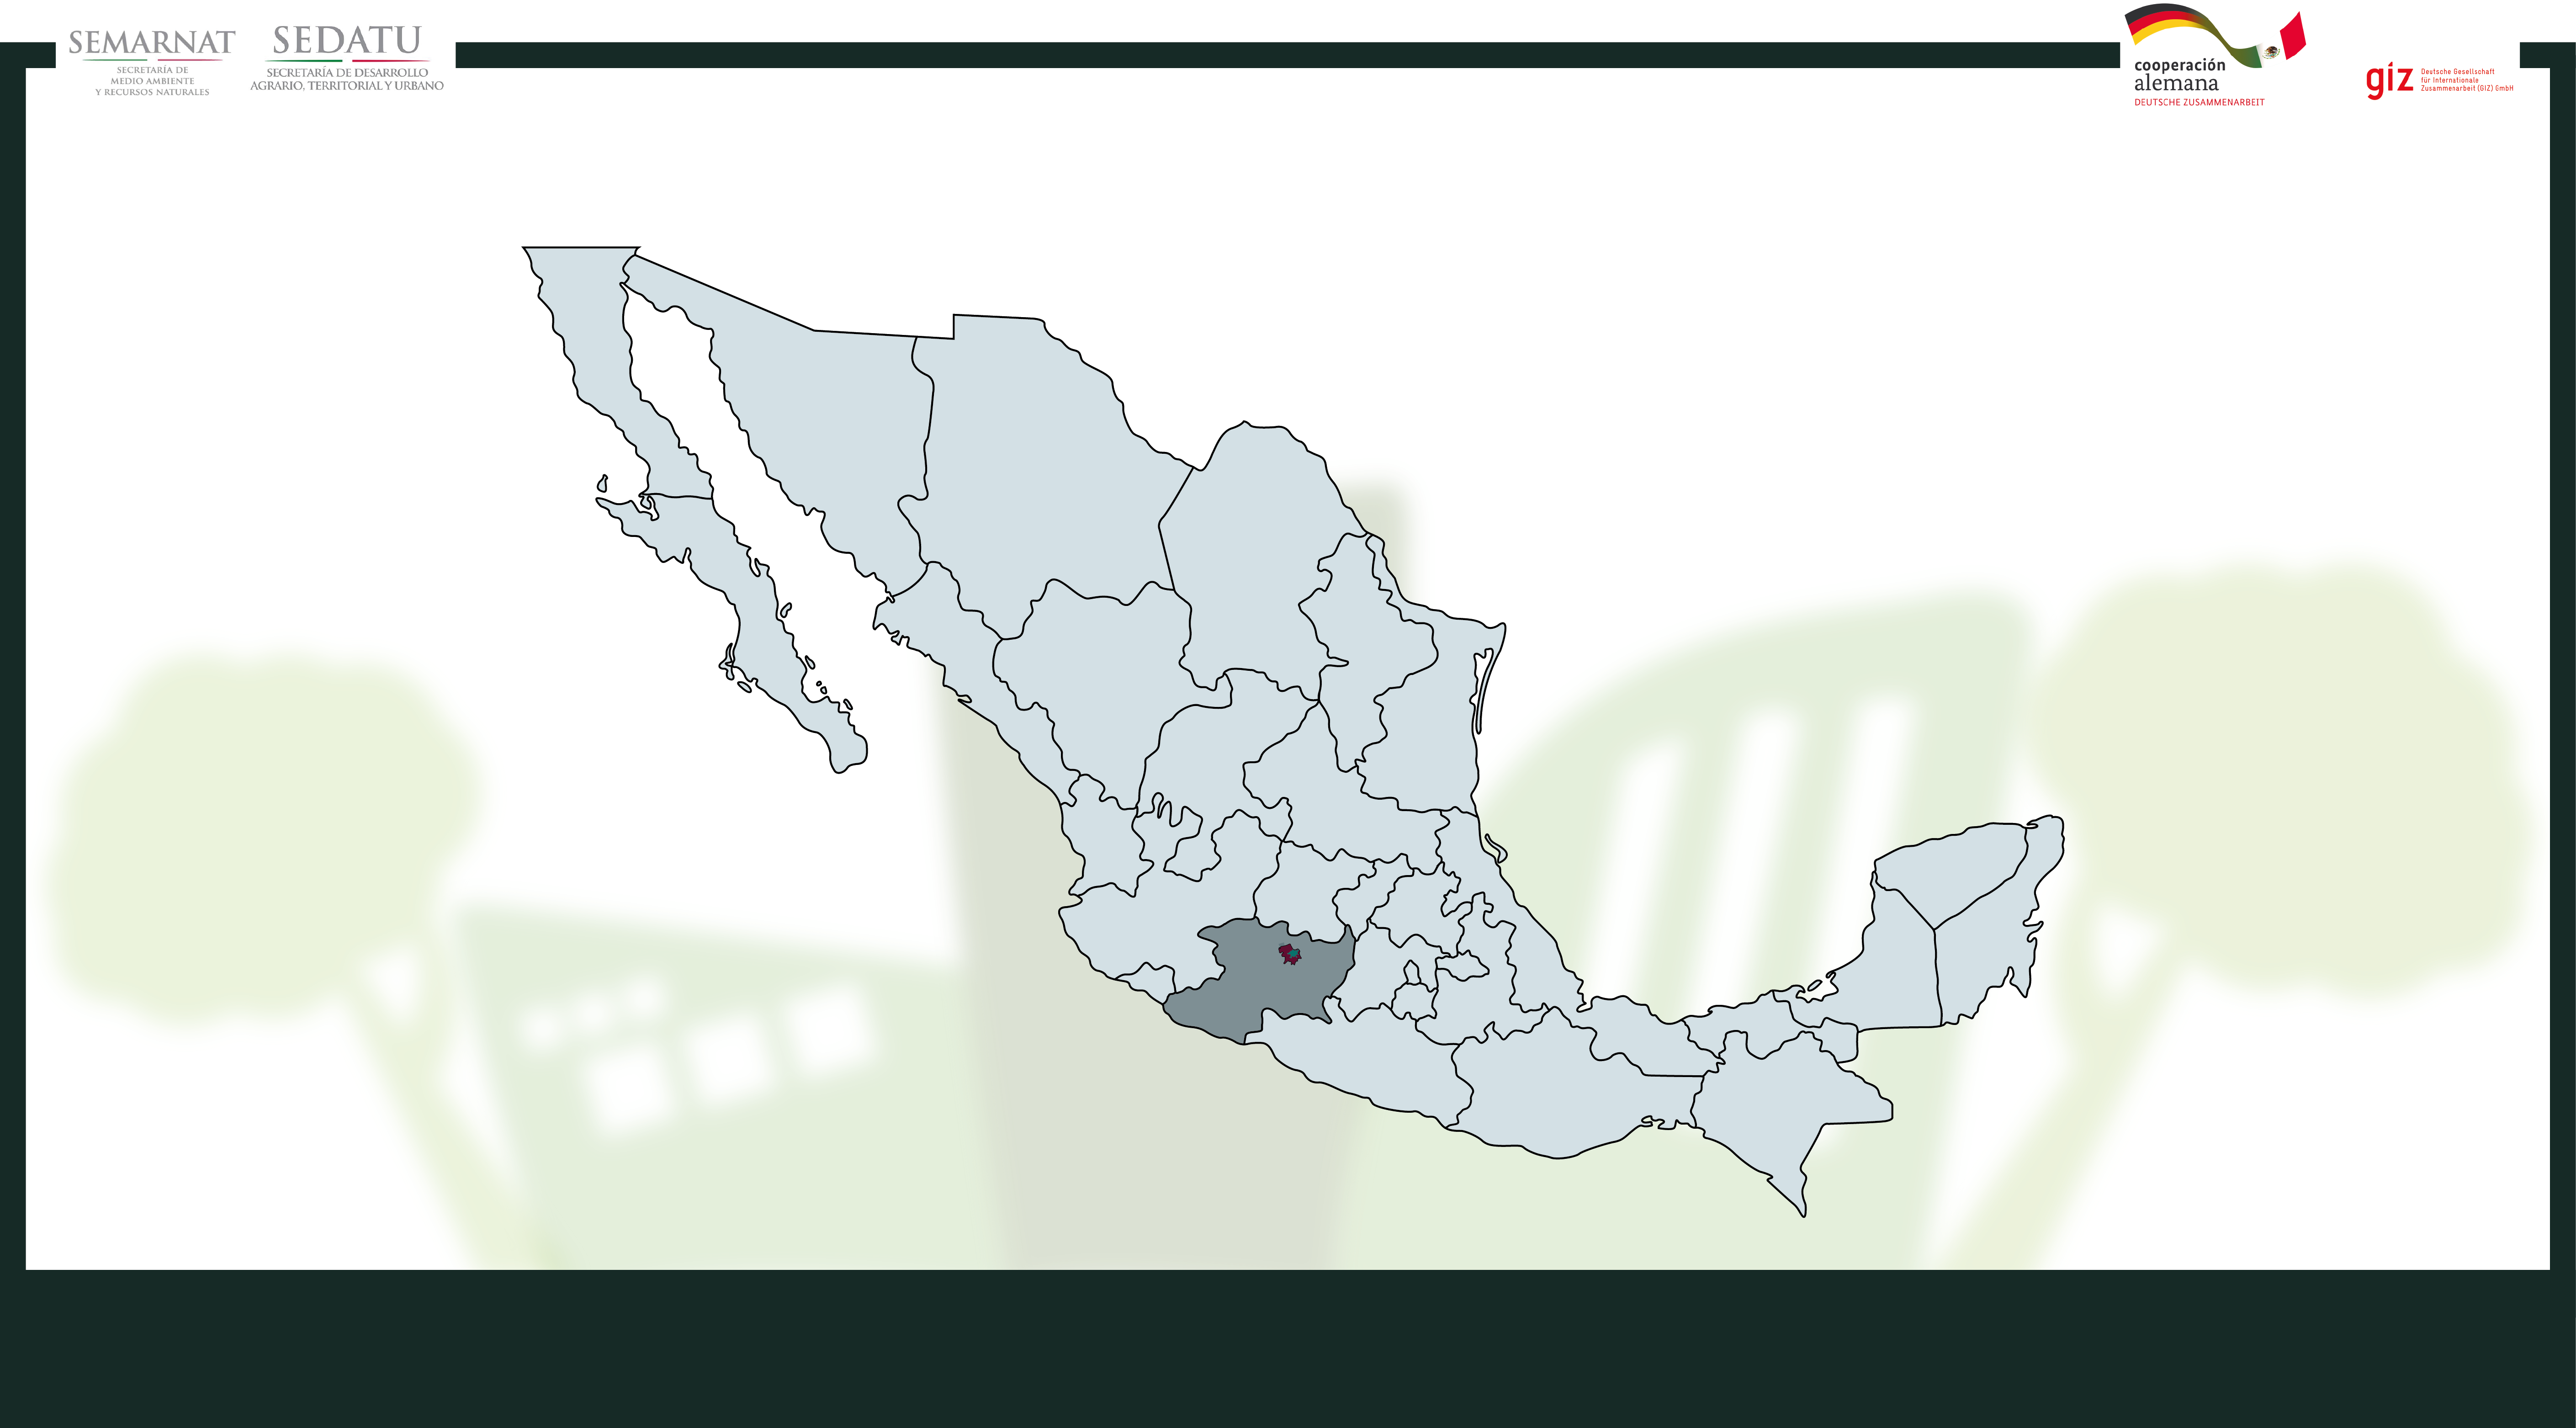 SEMARNAT
SECRETARÍA DE
MEDIO AMBIENTE
Y RECURSOS NATURALES
SEDATU
SECRETARÍA DE DESARROLLO
AGRARIO, TERRITORIAL Y URBANO
cooperación
alemana
DEUTSCHE ZUSAMMENARBEIT
giz
Deutsche Gesellschaft
für Internationale
Zusammenarbeit (GIZ) GmbH